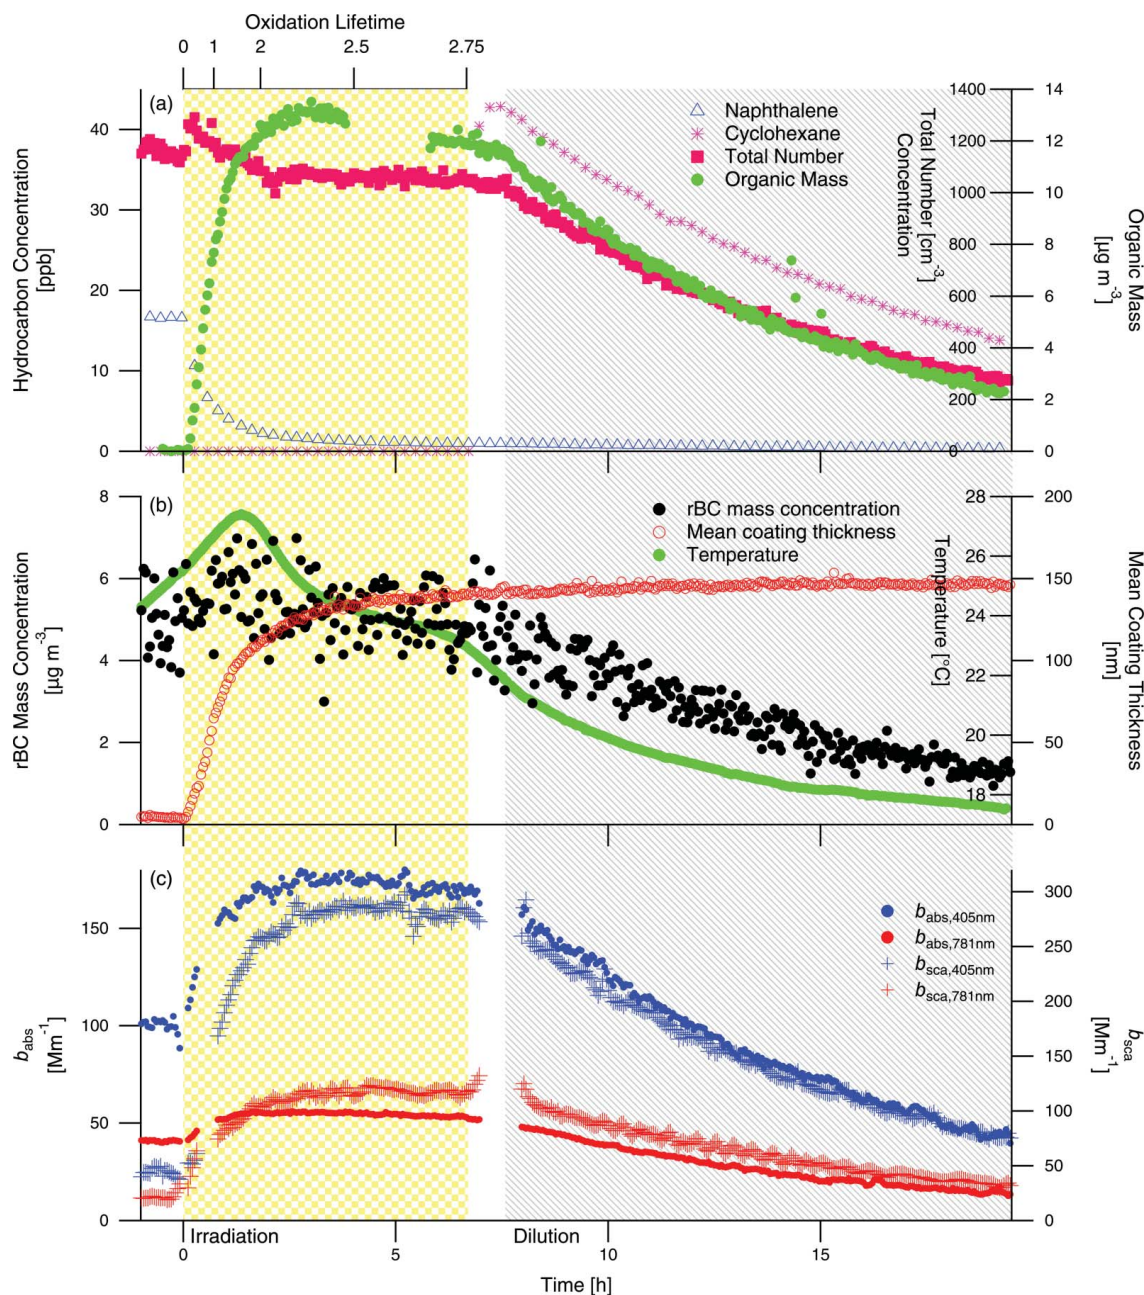 Oxidation Lifetime
0 1 2 2.5 2.75
(a)
40
30
20
10
0
Hydrocarbon Concentration
[ppb]
Naphthalene
Cyclohexane
Total Number
Organic Mass
1400
1200
1000
800
600
400
200
0
Total Number [cm-3]
Concentration
14
12
10
8
6
4
2
0
Organic Mass
[µg m-3]
(b)
8
6
4
2
0
rBC Mass Concentration
[µg m-3]
rBC mass concentration
Mean coating thickness
Temperature
28
26
24
22
20
18
Temperature [°C]
200
150
100
50
0
Mean Coating Thickness
[nm]
(c)
150
100
50
0
babs
[Mm-1]
babs,405nm
babs,781nm
bsca,405nm
bsca,781nm
300
250
200
150
100
50
0
bsca
[Mm-1]
Irradiation Dilution
0 5 10 15
Time [h]